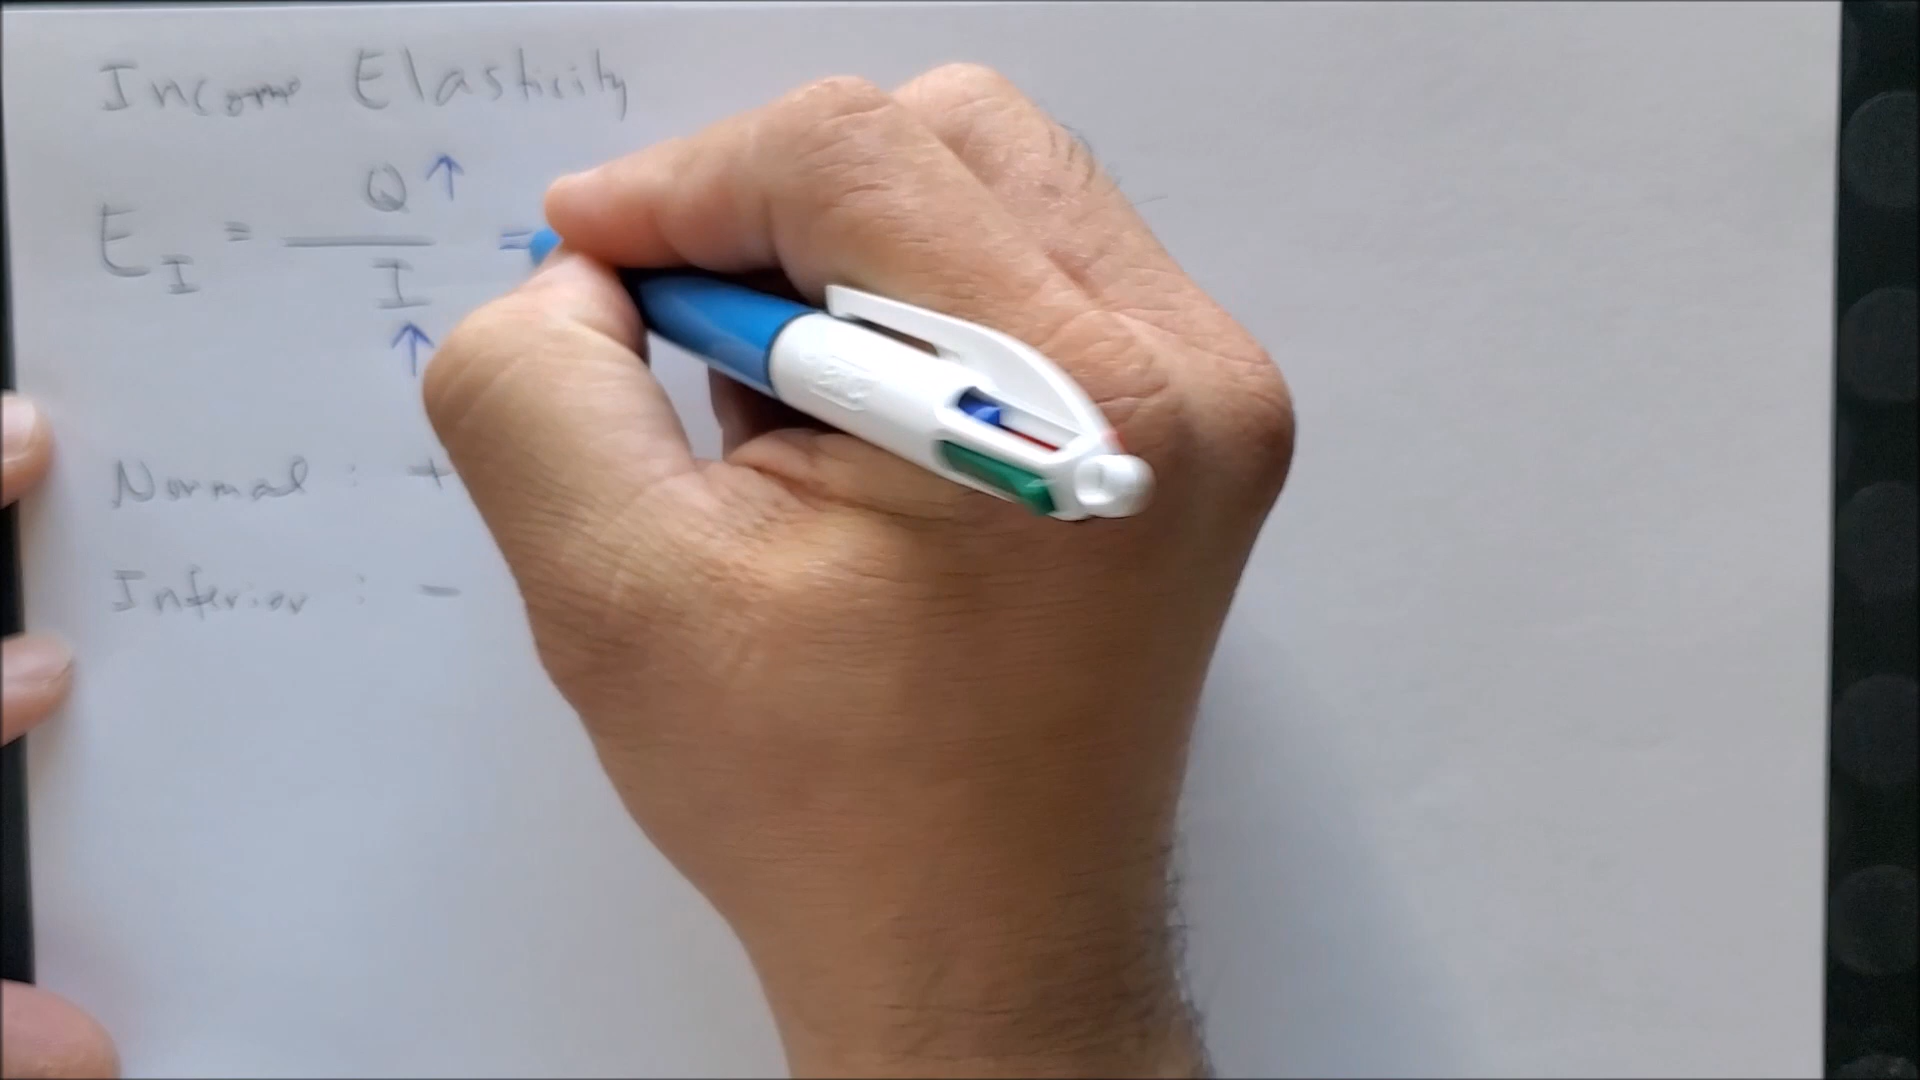 Income Elasticity
Q ↑
E_I = ———— =
I
↑
Normal : +
Inferior : -